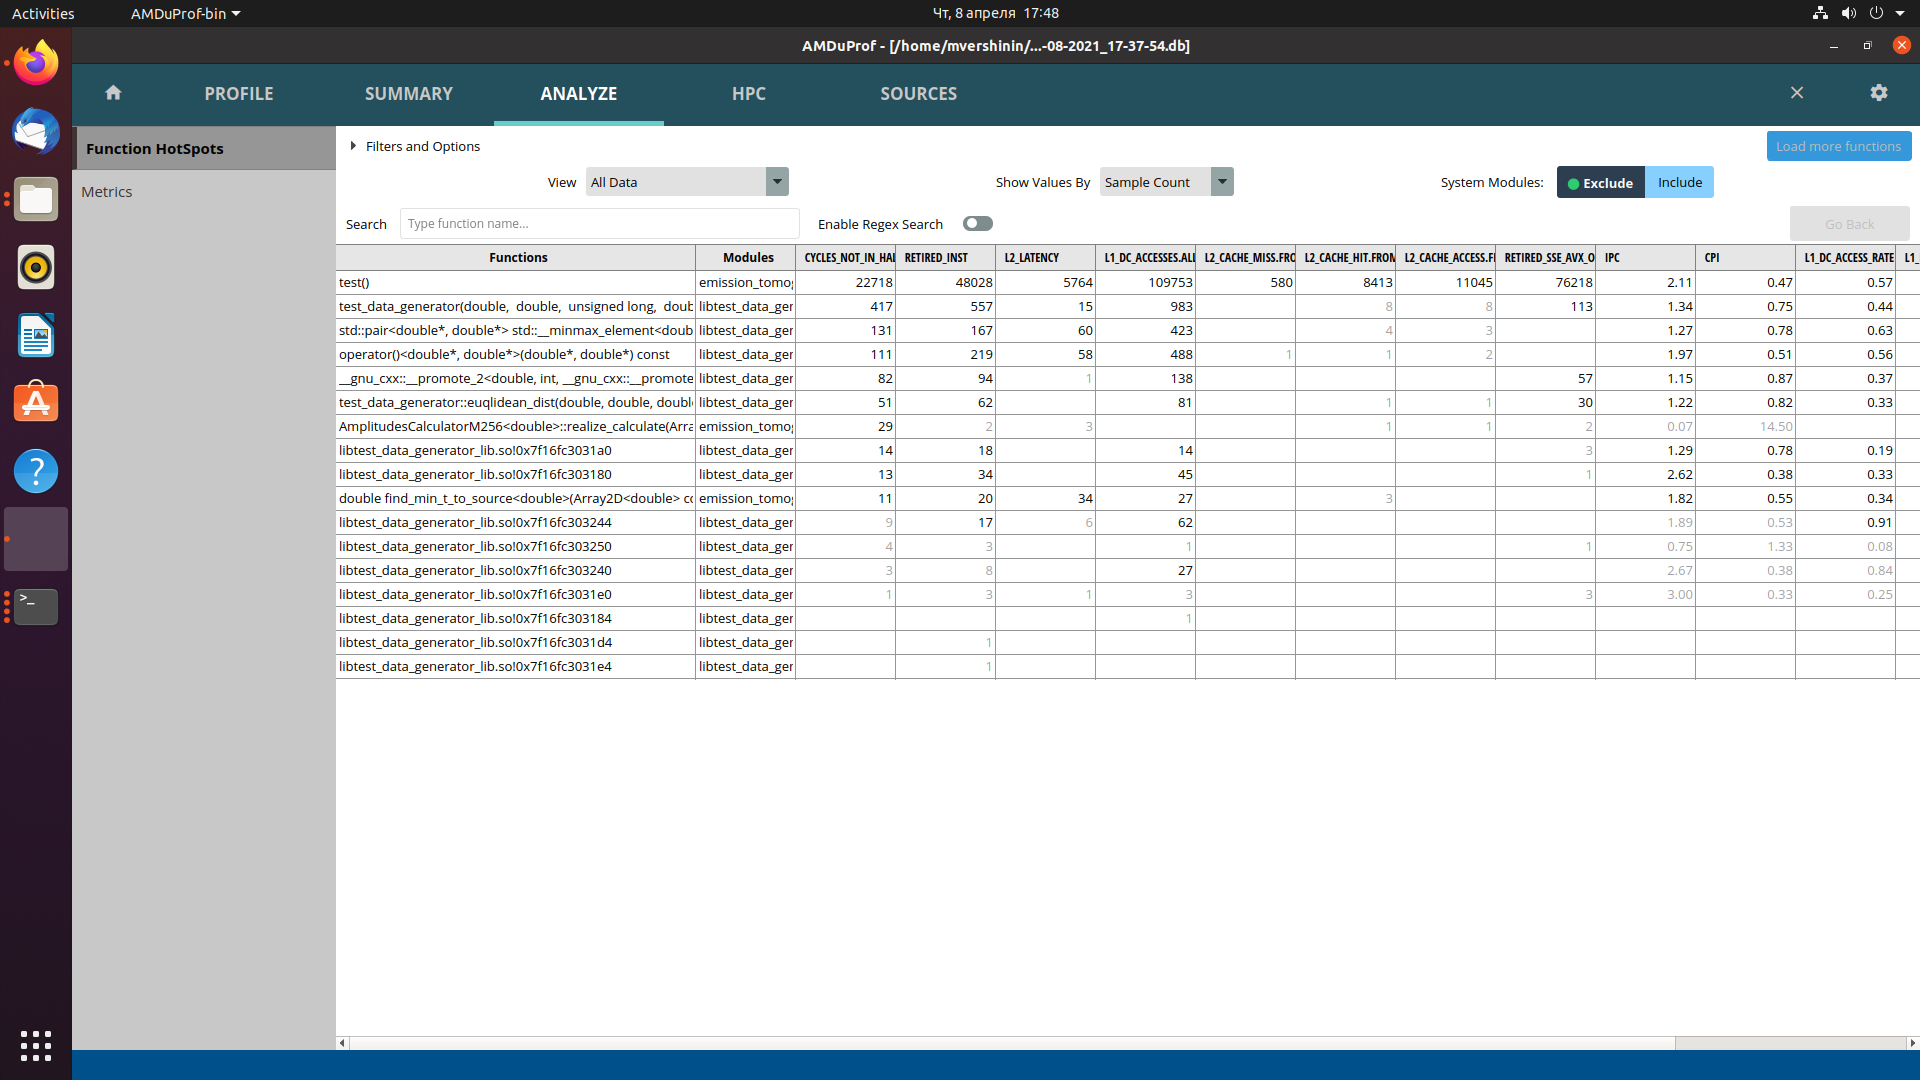 Activities AMDuProf-bin Чт, 8 апреля 17:48
AMDuProf - [/home/mvershinin/...-08-2021_17-37-54.db]
PROFILE SUMMARY ANALYZE HPC SOURCES
Function HotSpots
Metrics
Filters and Options Load more functions
View All Data Show Values By Sample Count System Modules: Exclude Include
Search Type function name... Enable Regex Search Go Back
Functions Modules CYCLES_NOT_IN_HAL RETIRED_INST L2_LATENCY L1_DC_ACCESSES.ALL L2_CACHE_MISS.FRO L2_CACHE_HIT.FROM L2_CACHE_ACCESS.F RETIRED_SSE_AVX_O IPC CPI L1_DC_ACCESS_RATE L1_
test() emission_tomog 22718 48028 5764 109753 580 8413 11045 76218 2.11 0.47 0.57
test_data_generator(double, double, unsigned long, doub libtest_data_ger 417 557 15 983 8 8 113 1.34 0.75 0.44
std::pair<double*, double*> std::__minmax_element<doub libtest_data_ger 131 167 60 423 4 3 1.27 0.78 0.63
operator()<double*, double*>(double*, double*) const libtest_data_ger 111 219 58 488 1 1 2 1.97 0.51 0.56
__gnu_cxx::__promote_2<double, int, __gnu_cxx::__promote libtest_data_ger 82 94 1 138 57 1.15 0.87 0.37
test_data_generator::euqlidean_dist(double, double, doubl libtest_data_ger 51 62 81 1 1 30 1.22 0.82 0.33
AmplitudesCalculatorM256<double>::realize_calculate(Arra emission_tomog 29 2 3 1 1 2 0.07 14.50
libtest_data_generator_lib.so!0x7f16fc3031a0 libtest_data_ger 14 18 14 3 1.29 0.78 0.19
libtest_data_generator_lib.so!0x7f16fc303180 libtest_data_ger 13 34 45 1 2.62 0.38 0.33
double find_min_t_to_source<double>(Array2D<double> co emission_tomog 11 20 34 27 3 1.82 0.55 0.34
libtest_data_generator_lib.so!0x7f16fc303244 libtest_data_ger 9 17 6 62 1.89 0.53 0.91
libtest_data_generator_lib.so!0x7f16fc303250 libtest_data_ger 4 3 1 1 0.75 1.33 0.08
libtest_data_generator_lib.so!0x7f16fc303240 libtest_data_ger 3 8 27 2.67 0.38 0.84
libtest_data_generator_lib.so!0x7f16fc3031e0 libtest_data_ger 1 3 1 3 3 3.00 0.33 0.25
libtest_data_generator_lib.so!0x7f16fc303184 libtest_data_ger 1
libtest_data_generator_lib.so!0x7f16fc3031d4 libtest_data_ger 1
libtest_data_generator_lib.so!0x7f16fc3031e4 libtest_data_ger 1